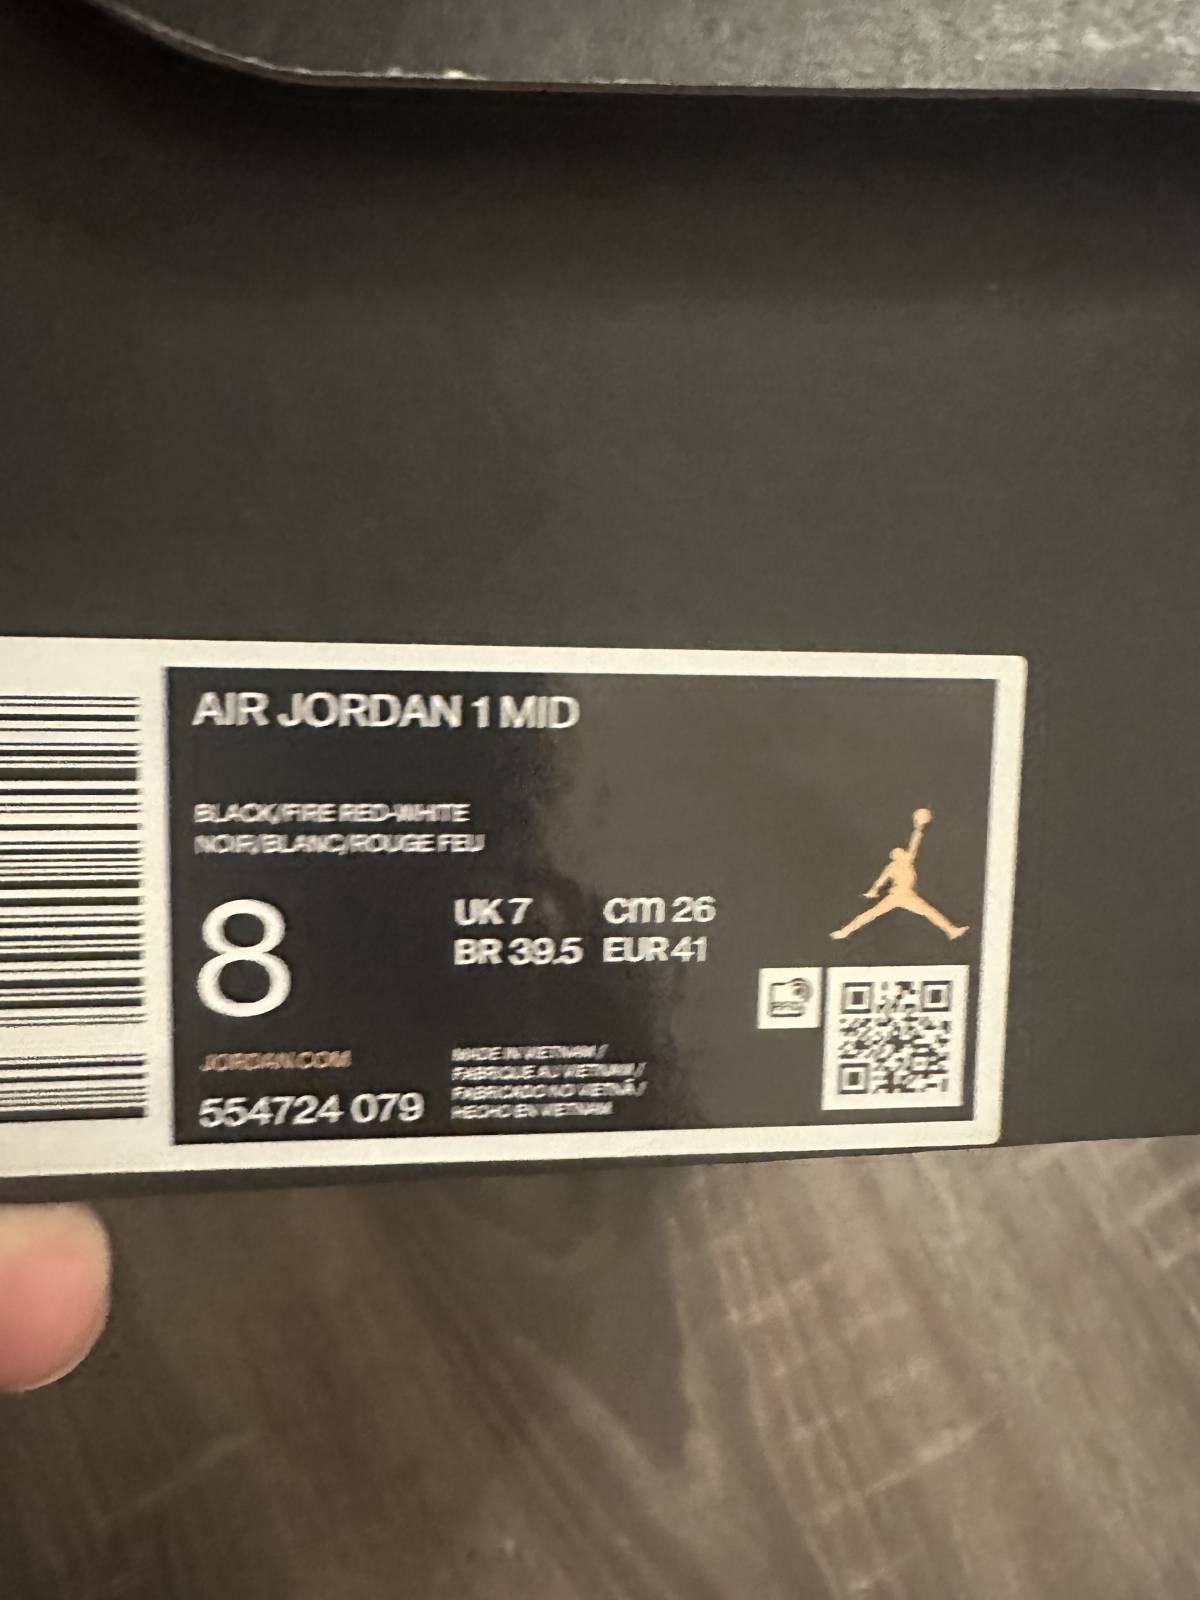 AIR JORDAN 1 MID
BLACK/FIRE RED-WHITE
NOIR/BLANC/ROUGE FEU
8
UK 7 cm 26
BR 39.5 EUR 41
JORDAN.COM
554724 079
MADE IN VIETNAM /
FABRIQUE AU VIETNAM /
FABRICADO NO VIETNÃ /
HECHO EN VIETNAM